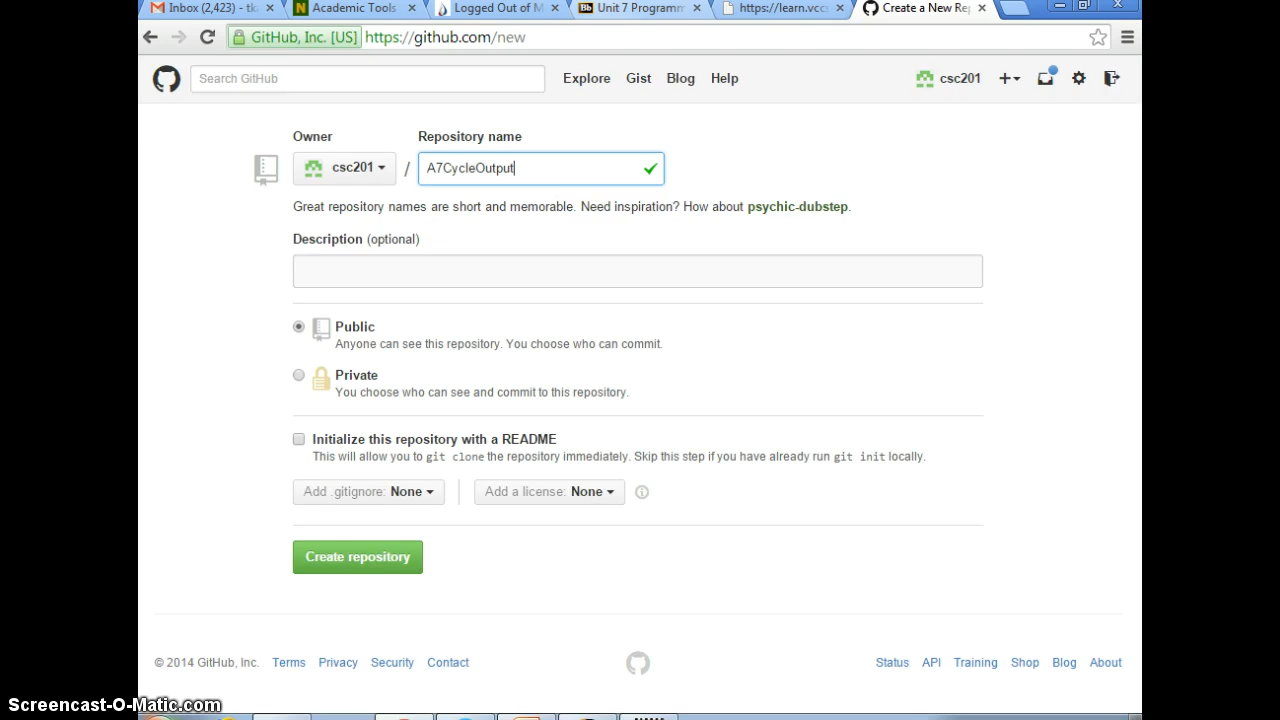 Inbox (2,423) - tk
Academic Tools
Logged Out of M
Bb Unit 7 Programm
https://learn.vccs
Create a New Rep
GitHub, Inc. [US] https://github.com/new
Search GitHub
Explore Gist Blog Help
csc201
Owner
Repository name
csc201 / A7CycleOutput
Great repository names are short and memorable. Need inspiration? How about psychic-dubstep.
Description (optional)
Public
Anyone can see this repository. You choose who can commit.
Private
You choose who can see and commit to this repository.
Initialize this repository with a README
This will allow you to git clone the repository immediately. Skip this step if you have already run git init locally.
Add .gitignore: None
Add a license: None
Create repository
© 2014 GitHub, Inc. Terms Privacy Security Contact
Status API Training Shop Blog About
Screencast-O-Matic.com